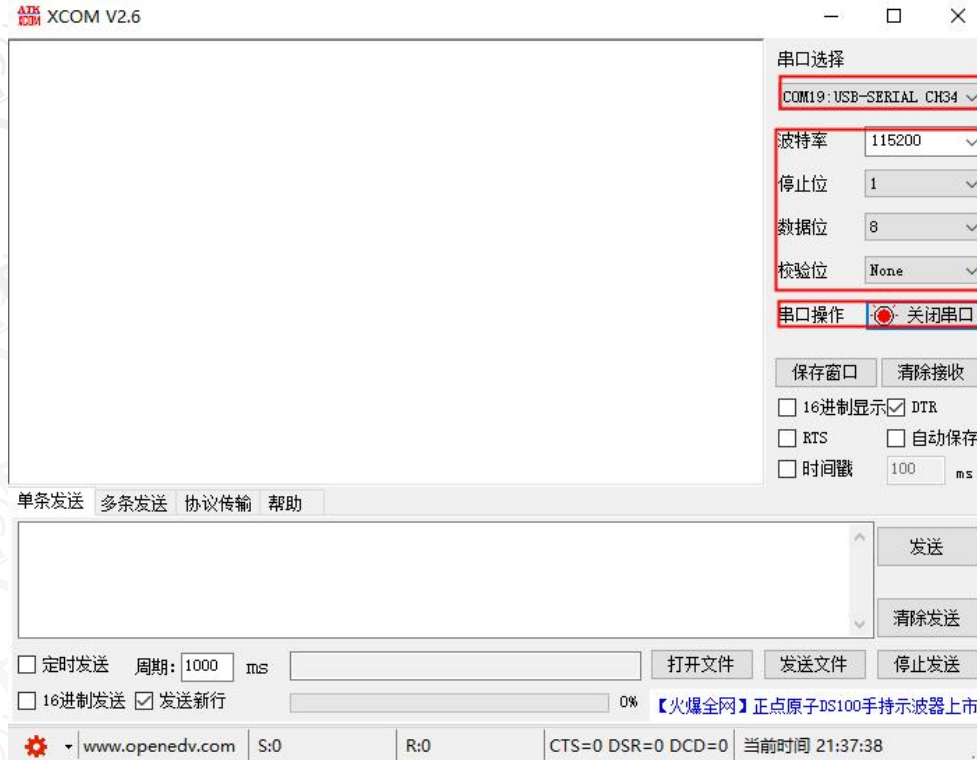 ATK XCOM XCOM V2.6
串口选择
COM19:USB-SERIAL CH34
波特率 115200
停止位 1
数据位 8
校验位 None
串口操作 关闭串口
保存窗口 清除接收
16进制显示 DTR
RTS 自动保存
时间戳 100 ms
单条发送 多条发送 协议传输 帮助
发送
清除发送
定时发送 周期: 1000 ms 打开文件 发送文件 停止发送
16进制发送 发送新行 0% 【火爆全网】正点原子DS100手持示波器上市
www.openedv.com S:0 R:0 CTS=0 DSR=0 DCD=0 当前时间 21:37:38